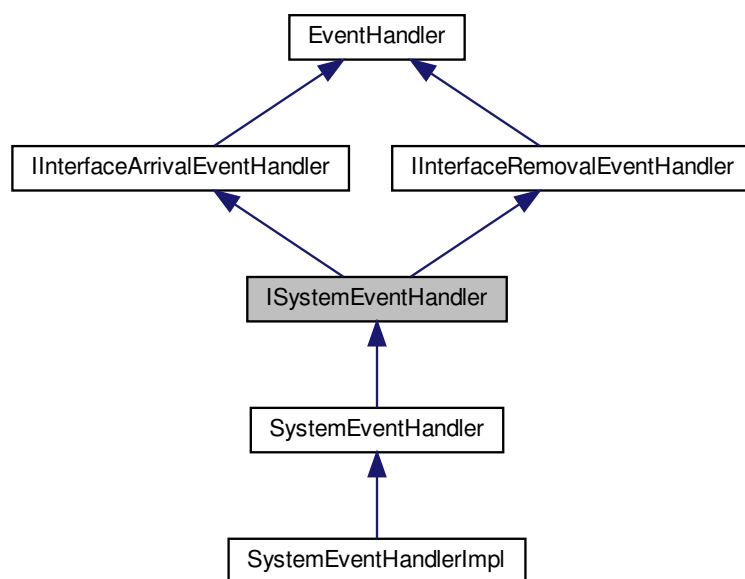 EventHandler
IInterfaceArrivalEventHandler
IInterfaceRemovalEventHandler
ISystemEventHandler
SystemEventHandler
SystemEventHandlerImpl